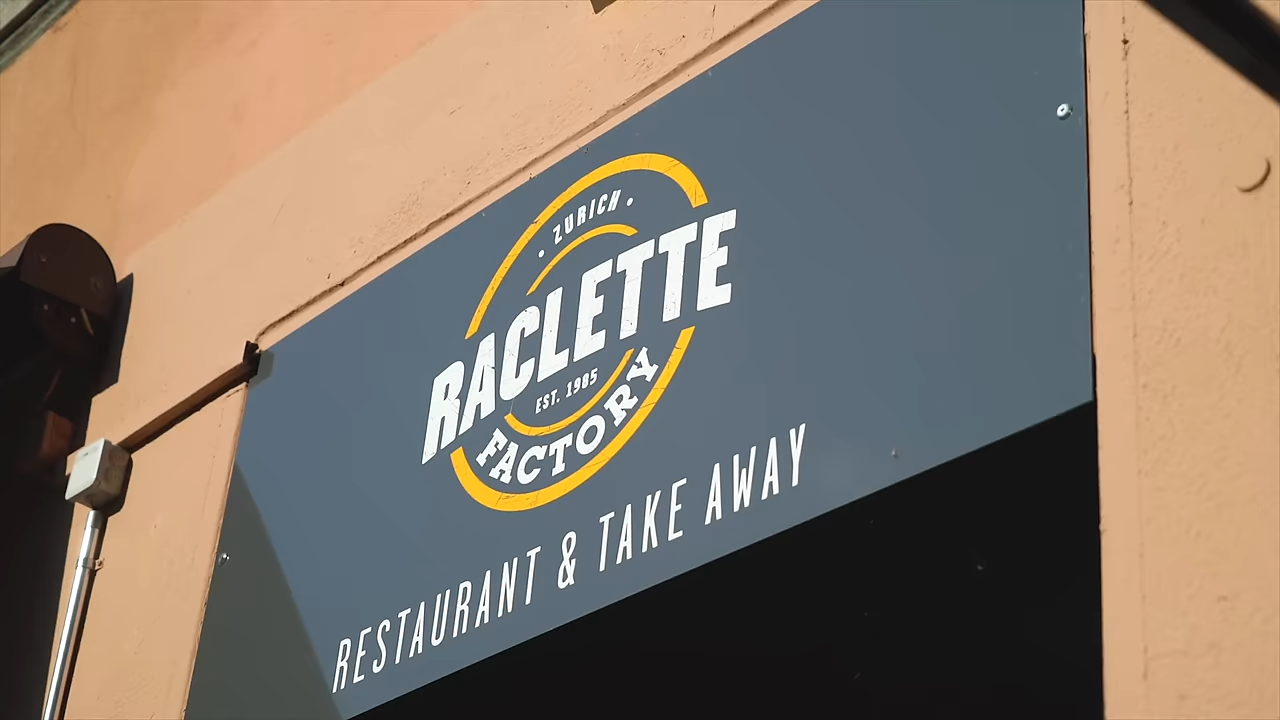 · ZURICH ·
RACLETTE
EST. 1985
FACTORY
RESTAURANT & TAKE AWAY